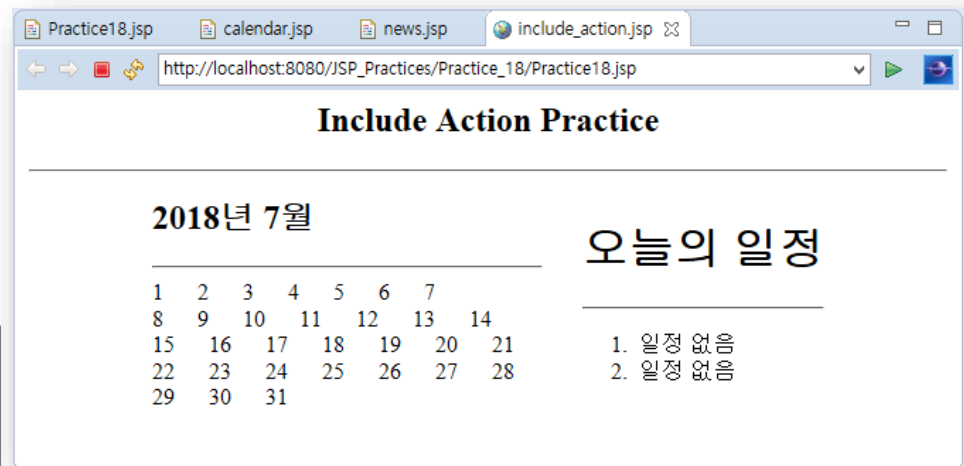 Practice18.jsp calendar.jsp news.jsp include_action.jsp
http://localhost:8080/JSP_Practices/Practice_18/Practice18.jsp
Include Action Practice
2018년 7월
1 2 3 4 5 6 7
8 9 10 11 12 13 14
15 16 17 18 19 20 21
22 23 24 25 26 27 28
29 30 31
오늘의 일정
1. 일정 없음
2. 일정 없음